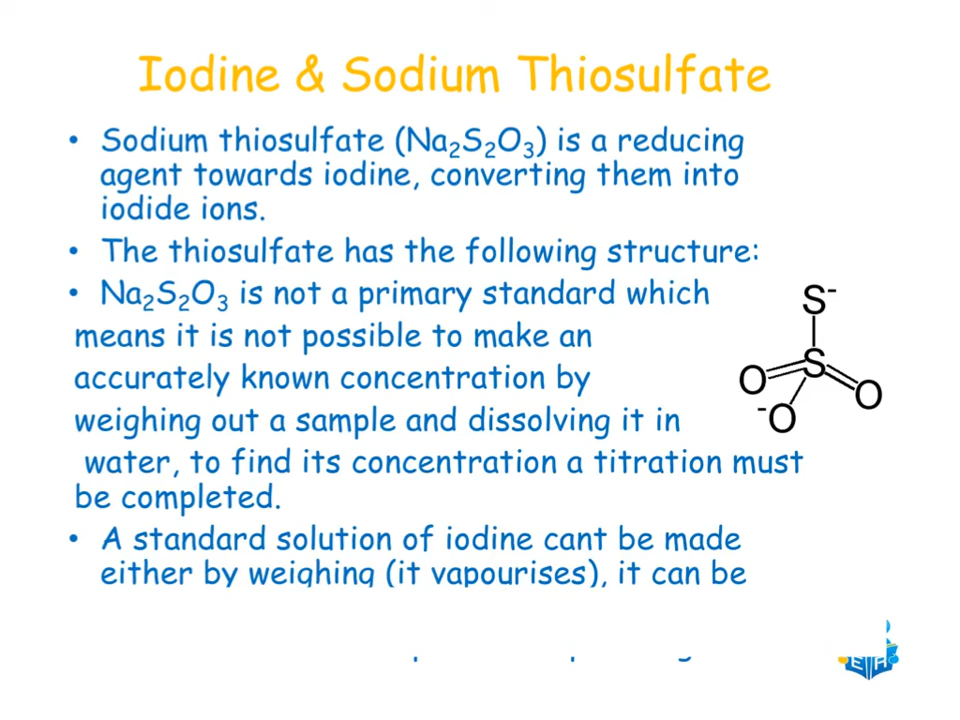 Iodine & Sodium Thiosulfate
• Sodium thiosulfate (Na₂S₂O₃) is a reducing
agent towards iodine, converting them into
iodide ions.
• The thiosulfate has the following structure:
• Na₂S₂O₃ is not a primary standard which
means it is not possible to make an
accurately known concentration by
weighing out a sample and dissolving it in
water, to find its concentration a titration must
be completed.
• A standard solution of iodine cant be made
either by weighing (it vapourises), it can be
S⁻
S
O
O
⁻O